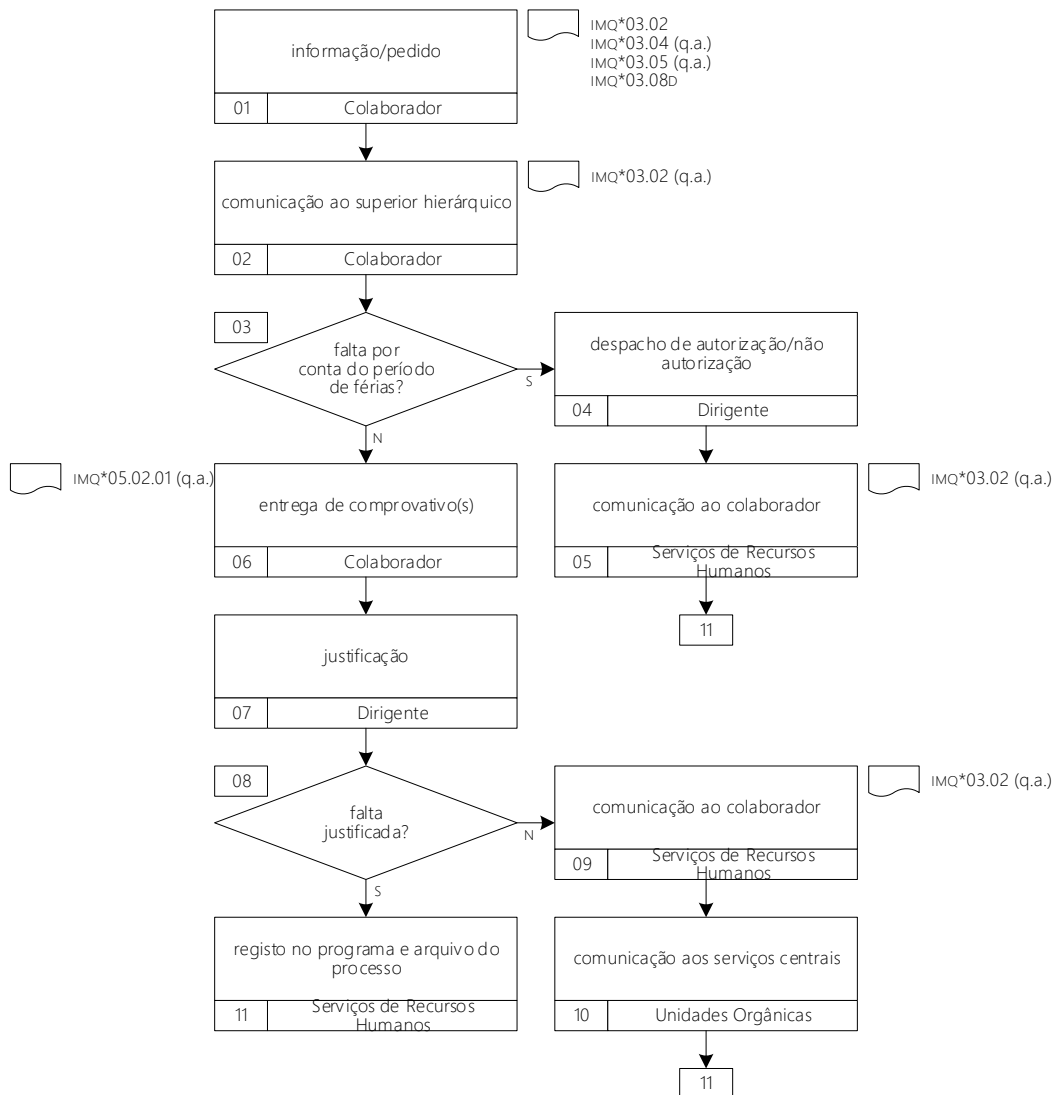 informação/pedido
01 Colaborador
IMQ*03.02
IMQ*03.04 (q.a.)
IMQ*03.05 (q.a.)
IMQ*03.08D
comunicação ao superior hierárquico
02 Colaborador
IMQ*03.02 (q.a.)
03
falta por
conta do período
de férias?
S
N
despacho de autorização/não
autorização
04 Dirigente
IMQ*05.02.01 (q.a.)
entrega de comprovativo(s)
06 Colaborador
comunicação ao colaborador
05 Serviços de Recursos
Humanos
IMQ*03.02 (q.a.)
11
justificação
07 Dirigente
08
falta
justificada?
N
S
comunicação ao colaborador
09 Serviços de Recursos
Humanos
IMQ*03.02 (q.a.)
registo no programa e arquivo do
processo
11 Serviços de Recursos
Humanos
comunicação aos serviços centrais
10 Unidades Orgânicas
11